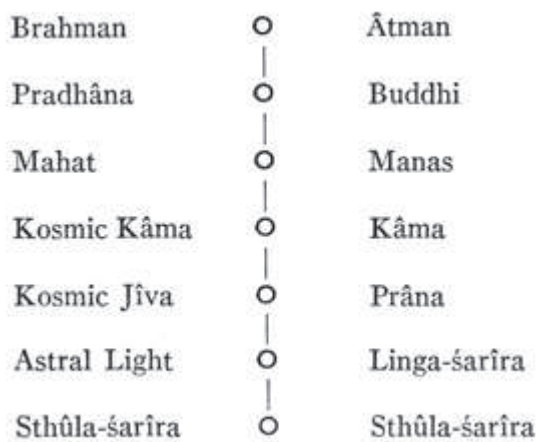 Brahman Âtman
Pradhâna Buddhi
Mahat Manas
Kosmic Kâma Kâma
Kosmic Jîva Prâna
Astral Light Linga-śarîra
Sthûla-śarîra Sthûla-śarîra